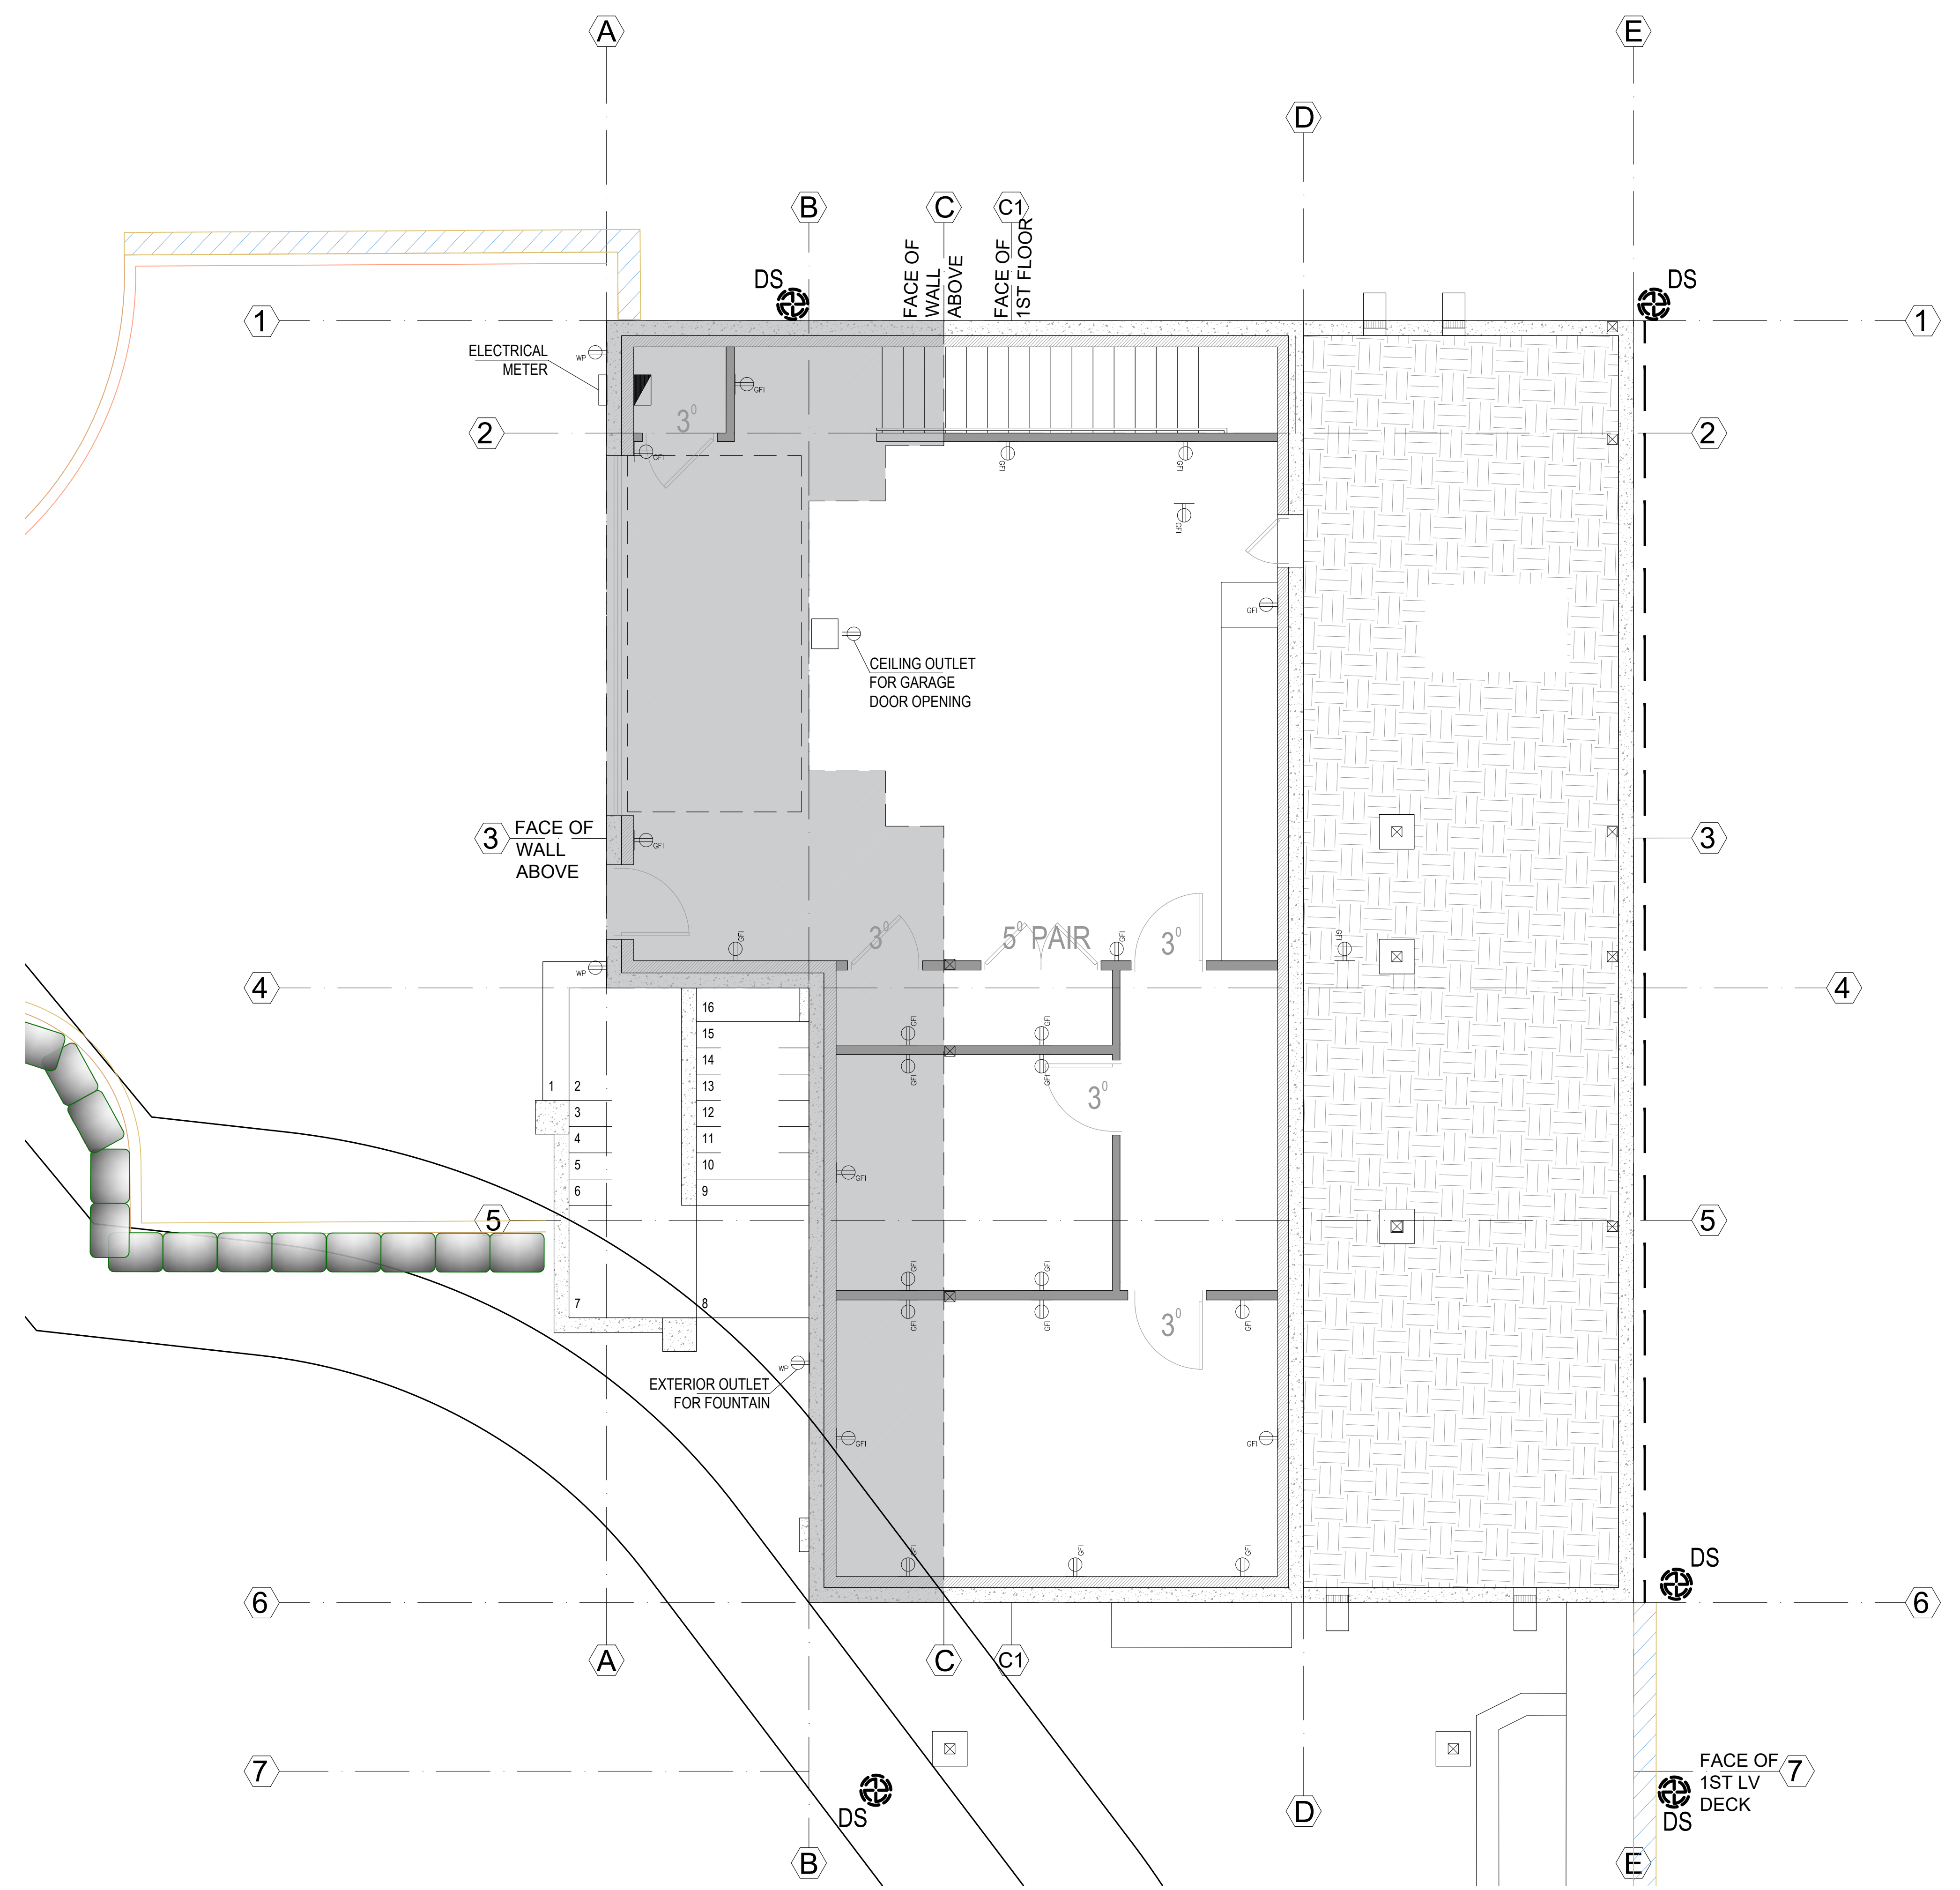 A
E
D
B
C
C1
FACE OF
WALL
ABOVE
FACE OF
1ST FLOOR
DS
DS
1
1
ELECTRICAL
METER
WP
GFI
3⁰
2
2
GFI
GFI
GFI
GFI
GFI
CEILING OUTLET
FOR GARAGE
DOOR OPENING
3
FACE OF
WALL
ABOVE
GFI
3
GFI
3⁰
5⁰ PAIR
GFI
3⁰
GFI
WP
4
4
16
15
14
13
12
11
10
9
1
2
3
4
5
6
7
8
GFI
GFI
GFI
GFI
3⁰
GFI
5
5
GFI
GFI
GFI
GFI
GFI
3⁰
WP
EXTERIOR OUTLET
FOR FOUNTAIN
GFI
GFI
GFI
GFI
GFI
DS
6
6
A
C
C1
7
DS
FACE OF
1ST LV
DECK
7
DS
D
B
E